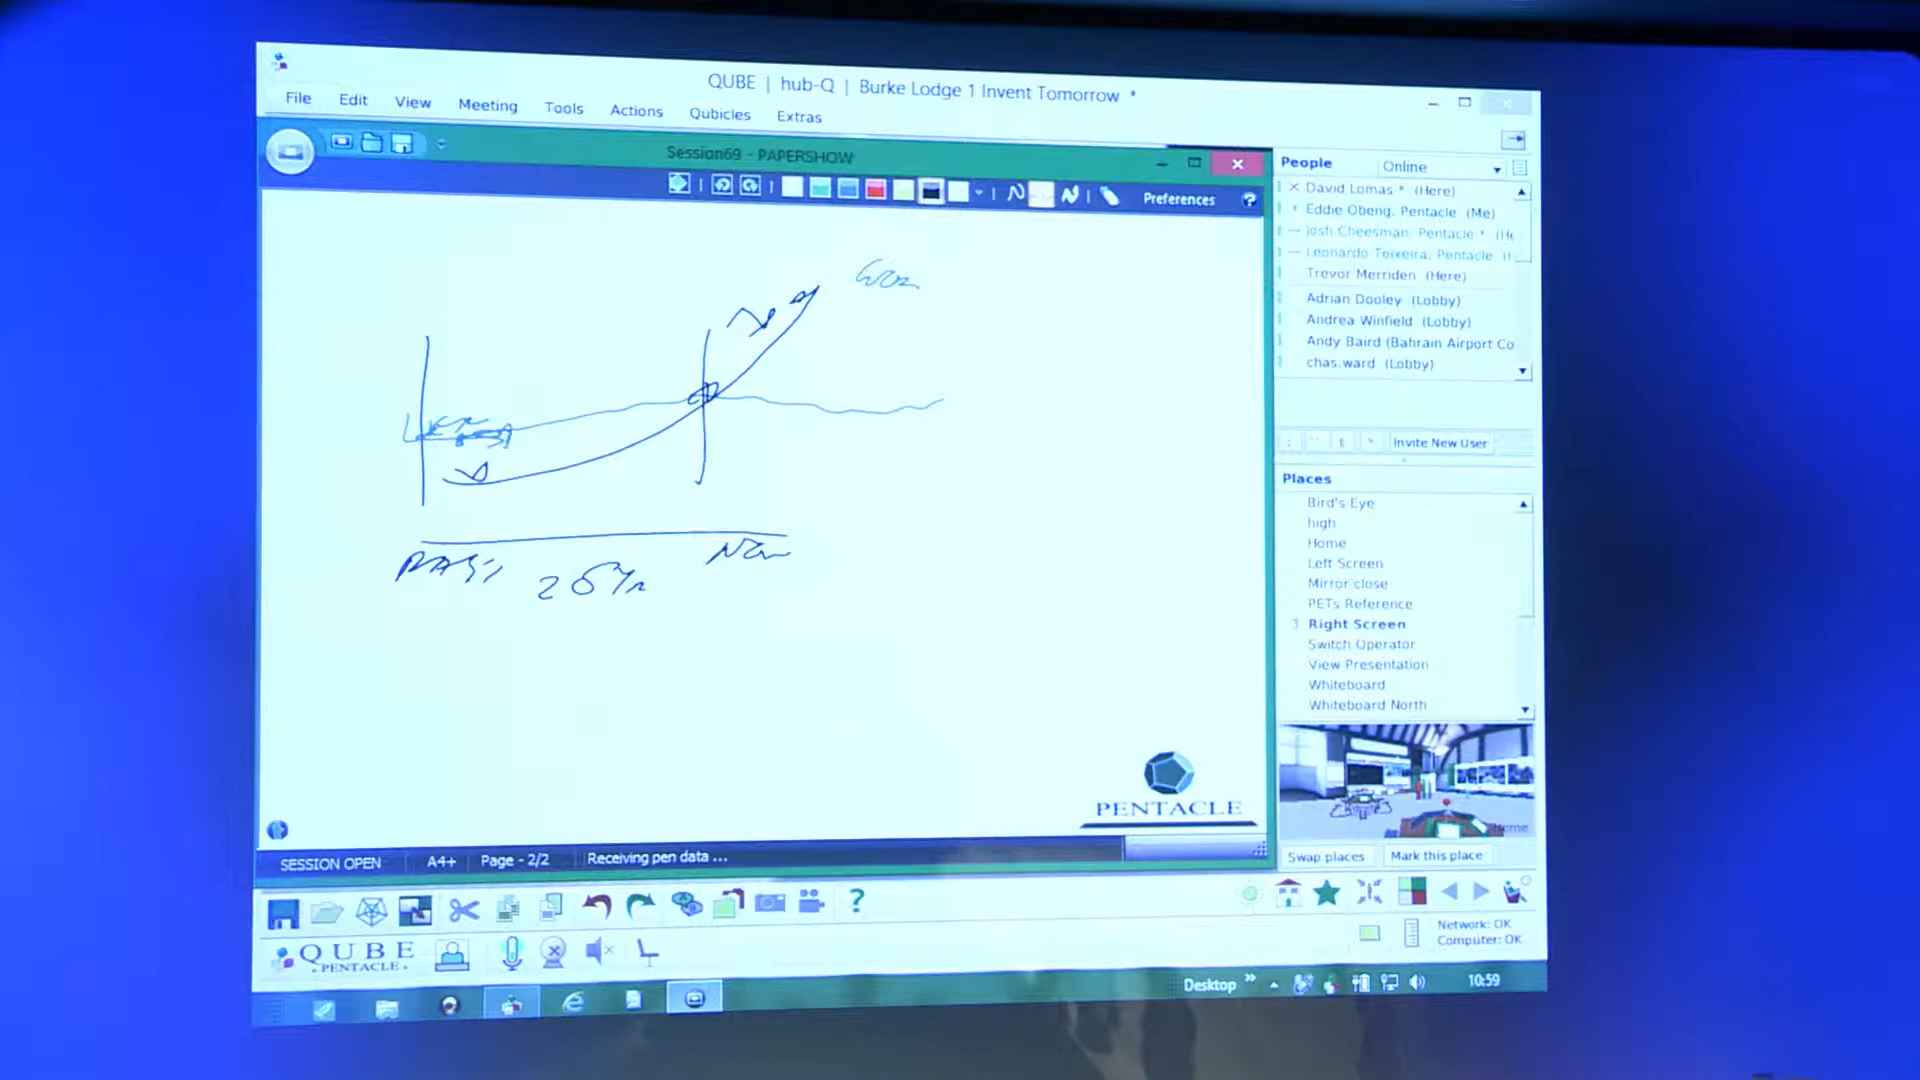 QUBE | hub-Q | Burke Lodge 1 Invent Tomorrow *
File Edit View Meeting Tools Actions Qubicles Extras
Session69 - PAPERSHOW
Preferences
PAST
NOW
PENTACLE
SESSION OPEN A4+ Page - 2/2 Receiving pen data ...
People Online
David Lomas * (Here)
Eddie Obeng, Pentacle (Me)
Josh Cheesman, Pentacle * (He
Leonardo Teixeira, Pentacle (
Trevor Merriden (Here)
Adrian Dooley (Lobby)
Andrea Winfield (Lobby)
Andy Baird (Bahrain Airport Co
chas.ward (Lobby)
Invite New User
Places
Bird's Eye
high
Home
Left Screen
Mirror close
PETs Reference
3 Right Screen
Switch Operator
View Presentation
Whiteboard
Whiteboard North
Home
Swap places Mark this place
Network: OK
Computer: OK
QUBE
PENTACLE
Desktop
10:59